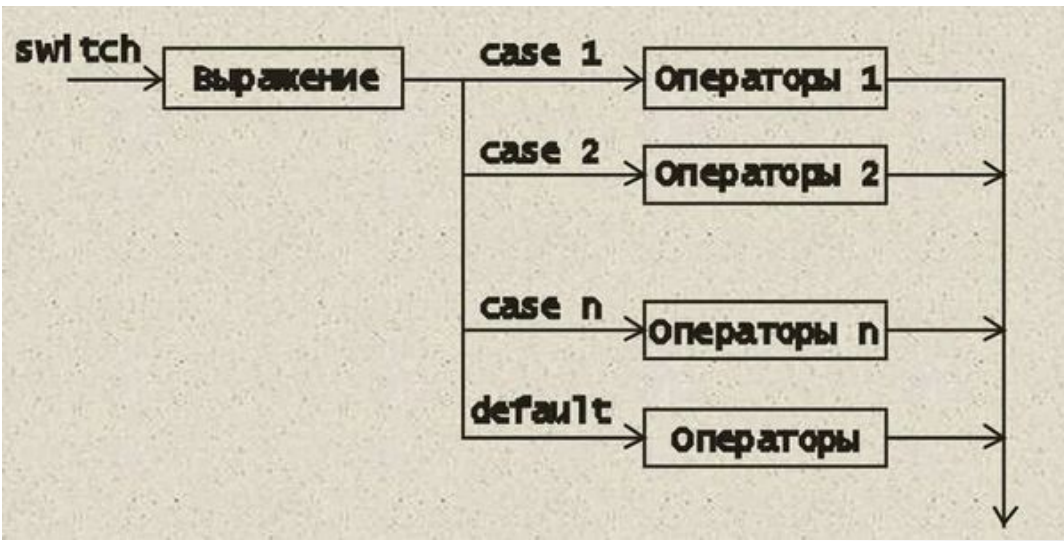 switch
Выражение
case 1
Операторы 1
case 2
Операторы 2
case n
Операторы n
default
Операторы